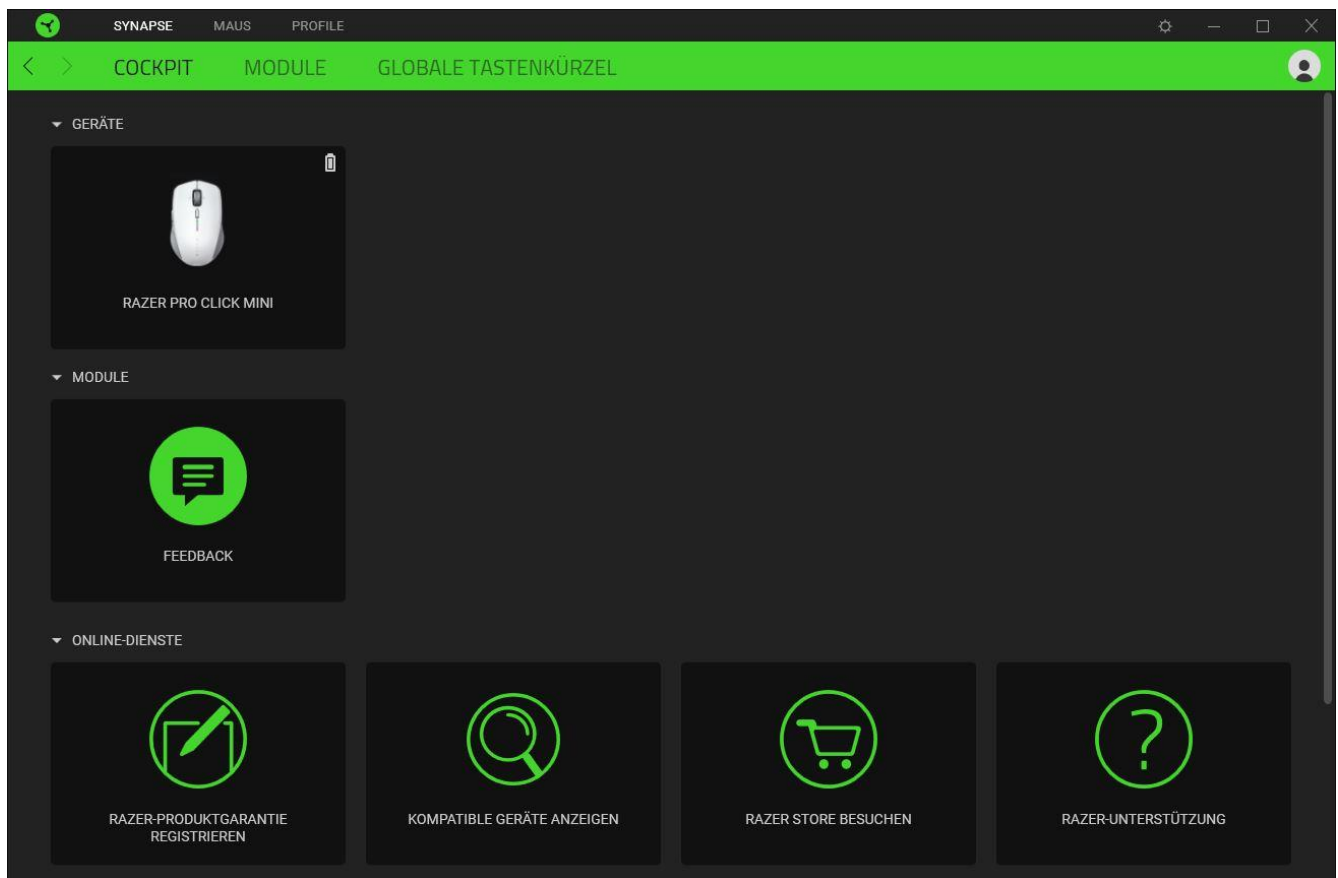 SYNAPSE MAUS PROFILE
COCKPIT MODULE GLOBALE TASTENKÜRZEL
GERÄTE
RAZER PRO CLICK MINI
MODULE
FEEDBACK
ONLINE-DIENSTE
RAZER-PRODUKTGARANTIE
REGISTRIEREN
KOMPATIBLE GERÄTE ANZEIGEN
RAZER STORE BESUCHEN
RAZER-UNTERSTÜTZUNG